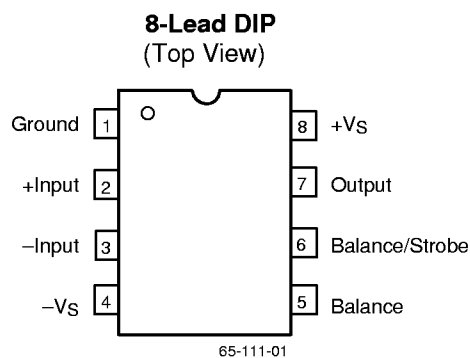 8-Lead DIP
(Top View)
Ground 1 8 +VS
+Input 2 7 Output
–Input 3 6 Balance/Strobe
–VS 4 5 Balance
65-111-01